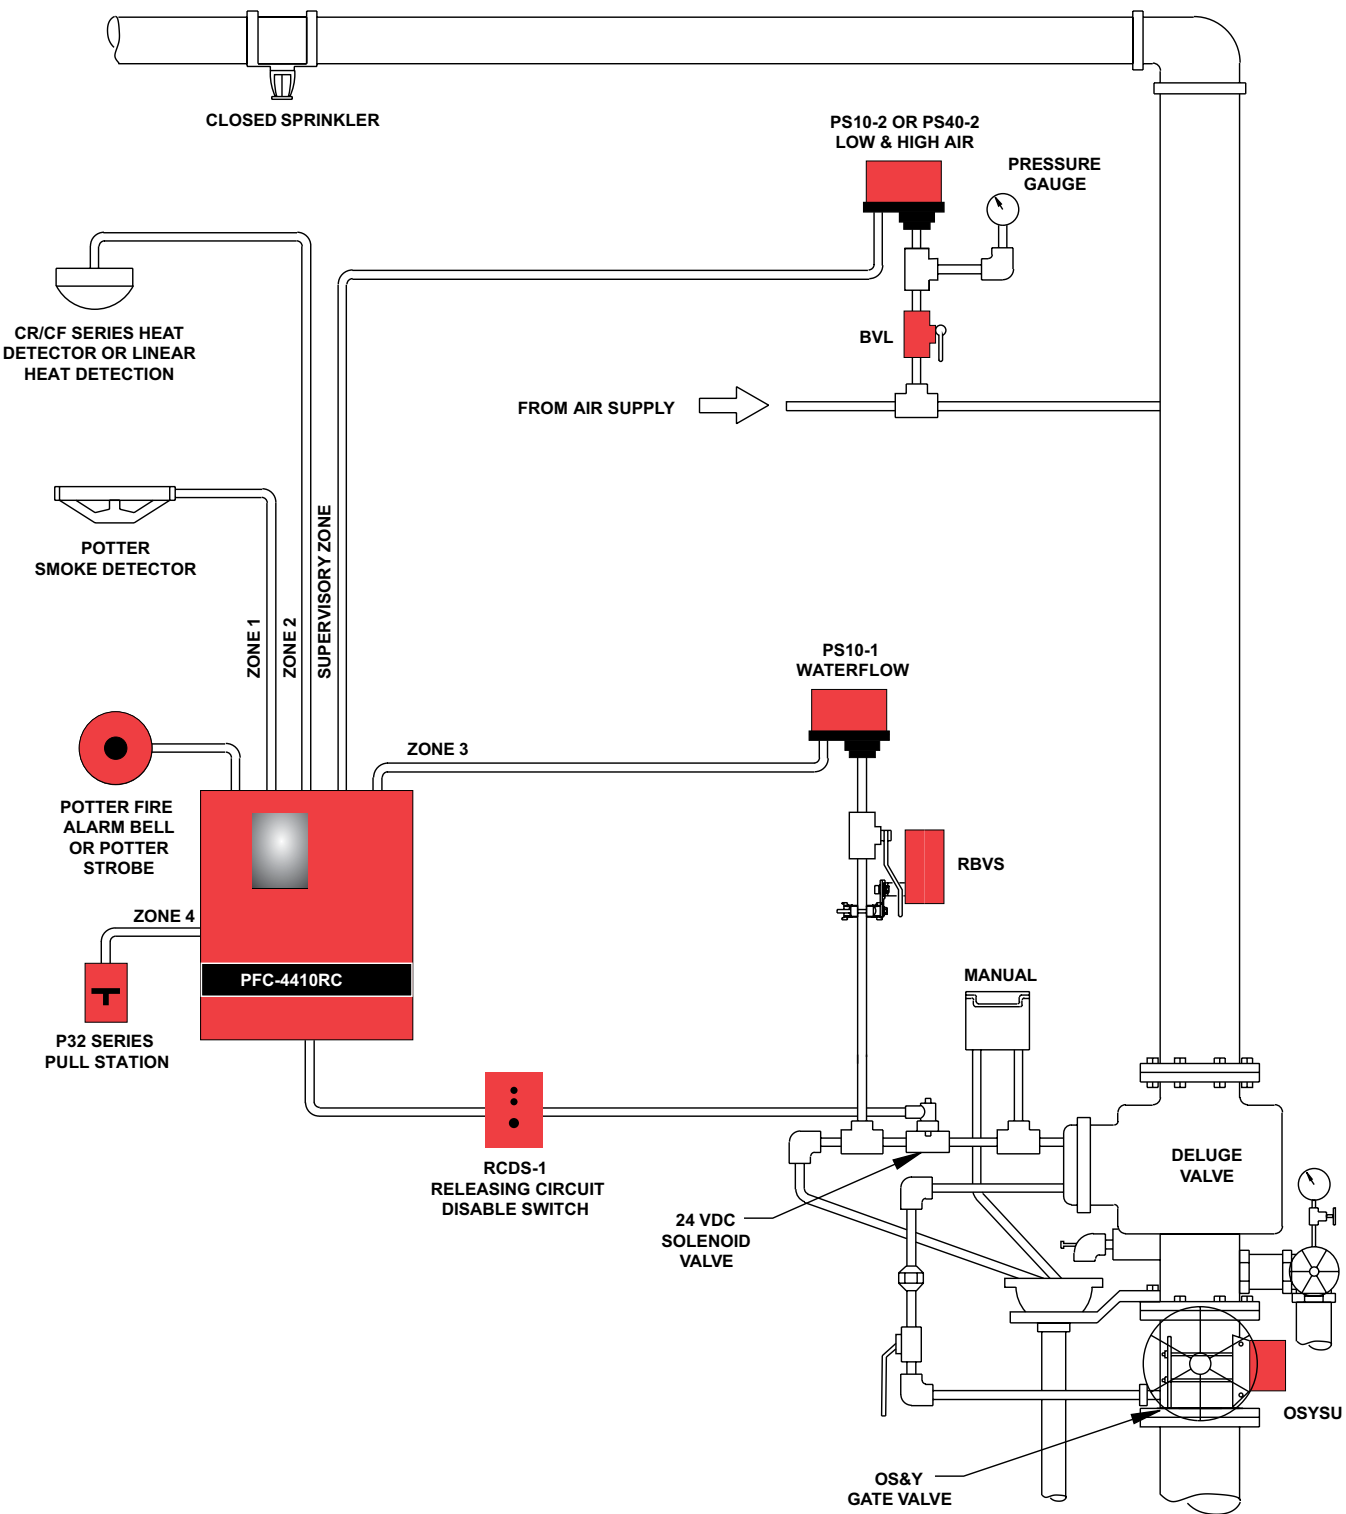 CLOSED SPRINKLER
PS10-2 OR PS40-2
LOW & HIGH AIR
PRESSURE
GAUGE
CR/CF SERIES HEAT
DETECTOR OR LINEAR
HEAT DETECTION
BVL
FROM AIR SUPPLY
POTTER
SMOKE DETECTOR
ZONE 1
ZONE 2
SUPERVISORY ZONE
PS10-1
WATERFLOW
ZONE 3
POTTER FIRE
ALARM BELL
OR POTTER
STROBE
RBVS
ZONE 4
PFC-4410RC
MANUAL
P32 SERIES
PULL STATION
RCDS-1
RELEASING CIRCUIT
DISABLE SWITCH
DELUGE
VALVE
24 VDC
SOLENOID
VALVE
OSYSU
OS&Y
GATE VALVE